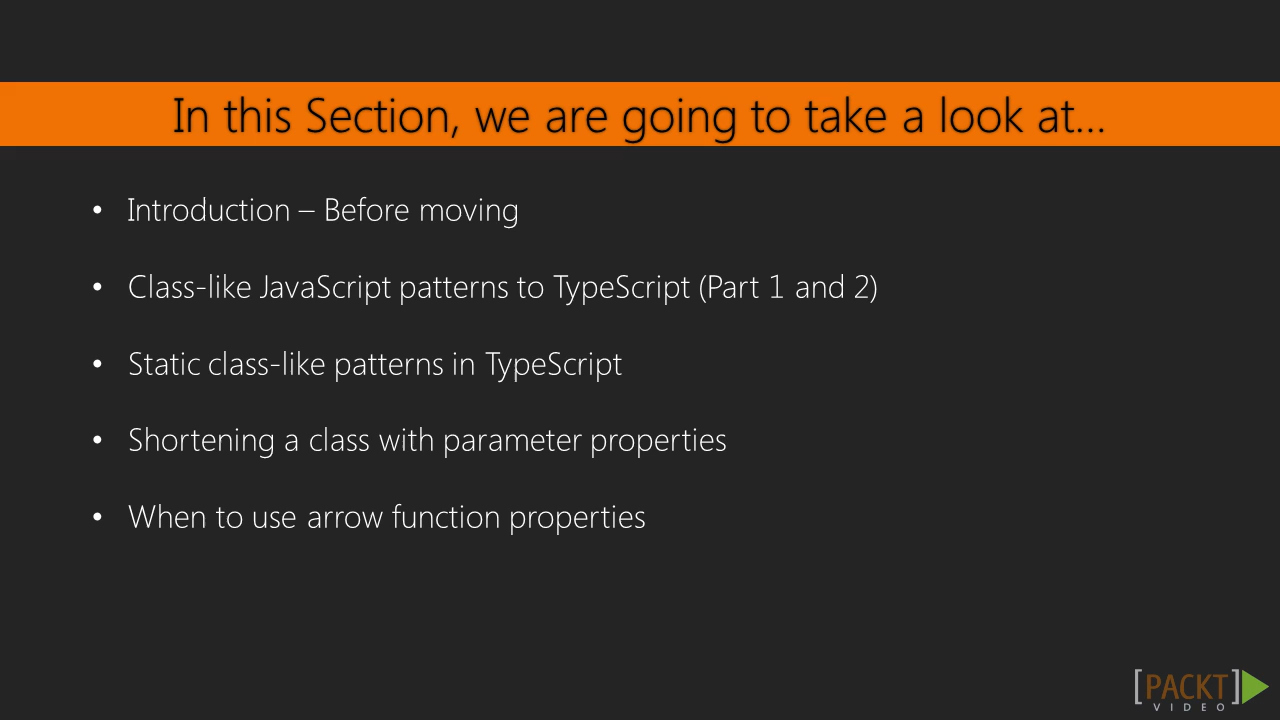 In this Section, we are going to take a look at...
• Introduction – Before moving
• Class-like JavaScript patterns to TypeScript (Part 1 and 2)
• Static class-like patterns in TypeScript
• Shortening a class with parameter properties
• When to use arrow function properties
[PACKT]
VIDEO